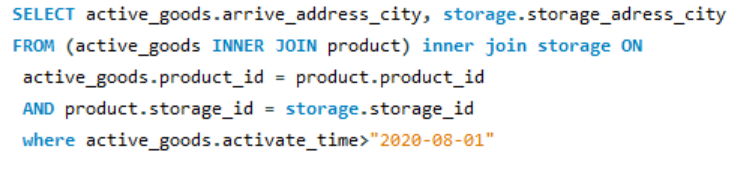 SELECT active_goods.arrive_address_city, storage.storage_adress_city
FROM (active_goods INNER JOIN product) inner join storage ON
active_goods.product_id = product.product_id
AND product.storage_id = storage.storage_id
where active_goods.activate_time>"2020-08-01"